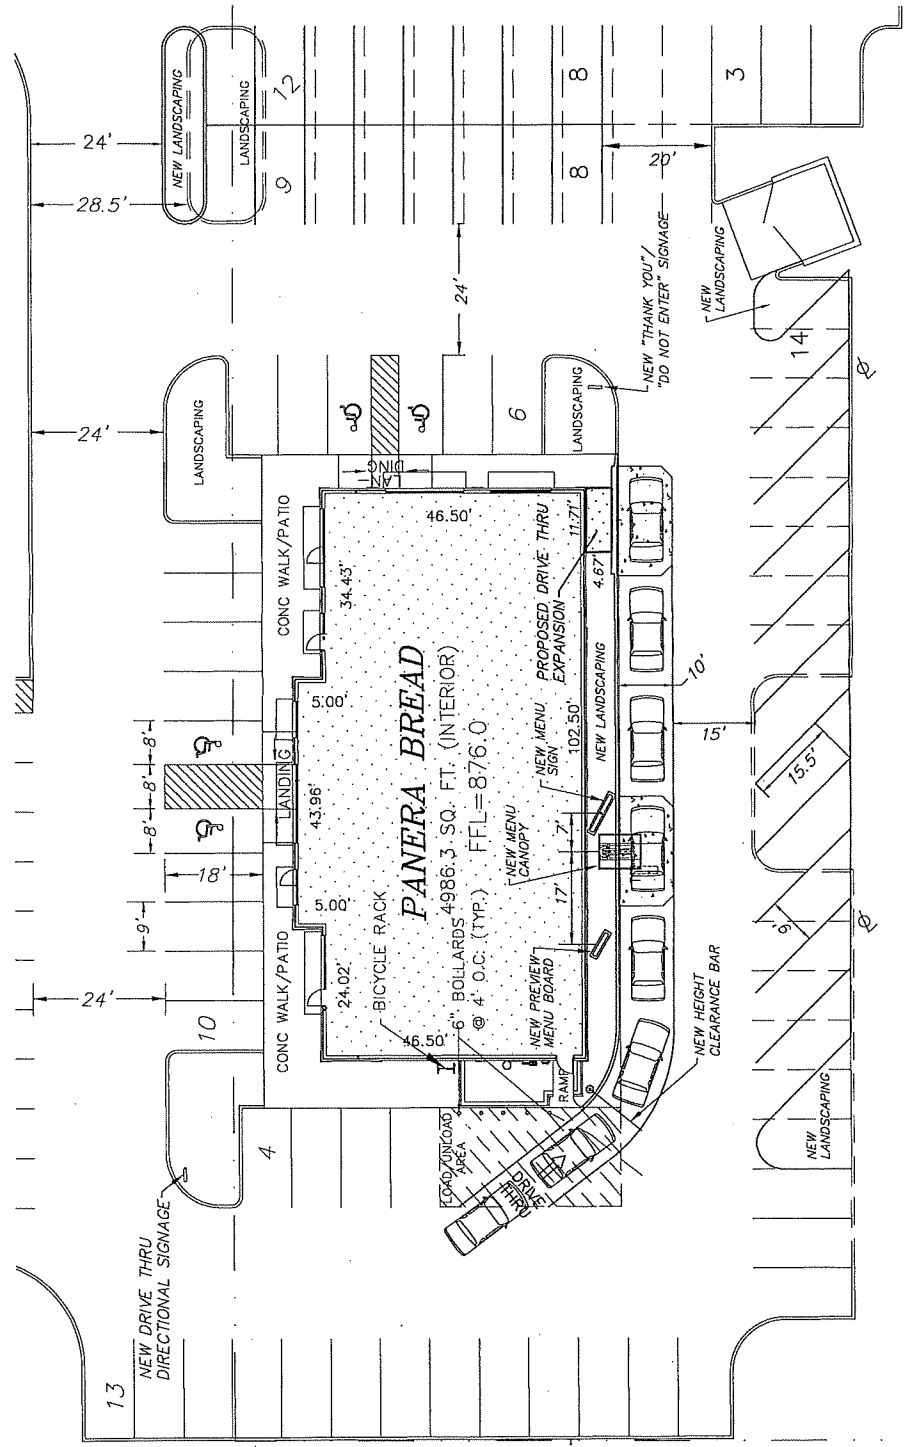 24'
28.5'
NEW LANDSCAPING
LANDSCAPING
12
9
8
8
3
20'
24'
NEW "THANK YOU"/
"DO NOT ENTER" SIGNAGE
NEW
LANDSCAPING
14
24'
LANDSCAPING
6
LANDSCAPING
LAN-
DING
CONC WALK/PATIO
46.50'
34.43'
11.71'
4.67'
PROPOSED DRIVE THRU
EXPANSION
5.00'
PANERA BREAD
4986.3 SQ. FT. (INTERIOR)
FFL=876.0
102.50'
NEW LANDSCAPING
10'
15'
15.5'
8'
8'
8'
LANDING
43.96'
NEW MENU
SIGN
NEW MENU
CANOPY
7'
17'
18'
9'
5.00'
9'
24'
CONC WALK/PATIO
24.02'
BICYCLE RACK
6" BOLLARDS
@ 4' O.C. (TYP.)
NEW PREVIEW
MENU BOARD
46.50'
NEW HEIGHT
CLEARANCE BAR
10
RAMP
4
LOAD/UNLOAD
AREA
DRIVE
THRU
NEW
LANDSCAPING
NEW DRIVE THRU
DIRECTIONAL SIGNAGE
13